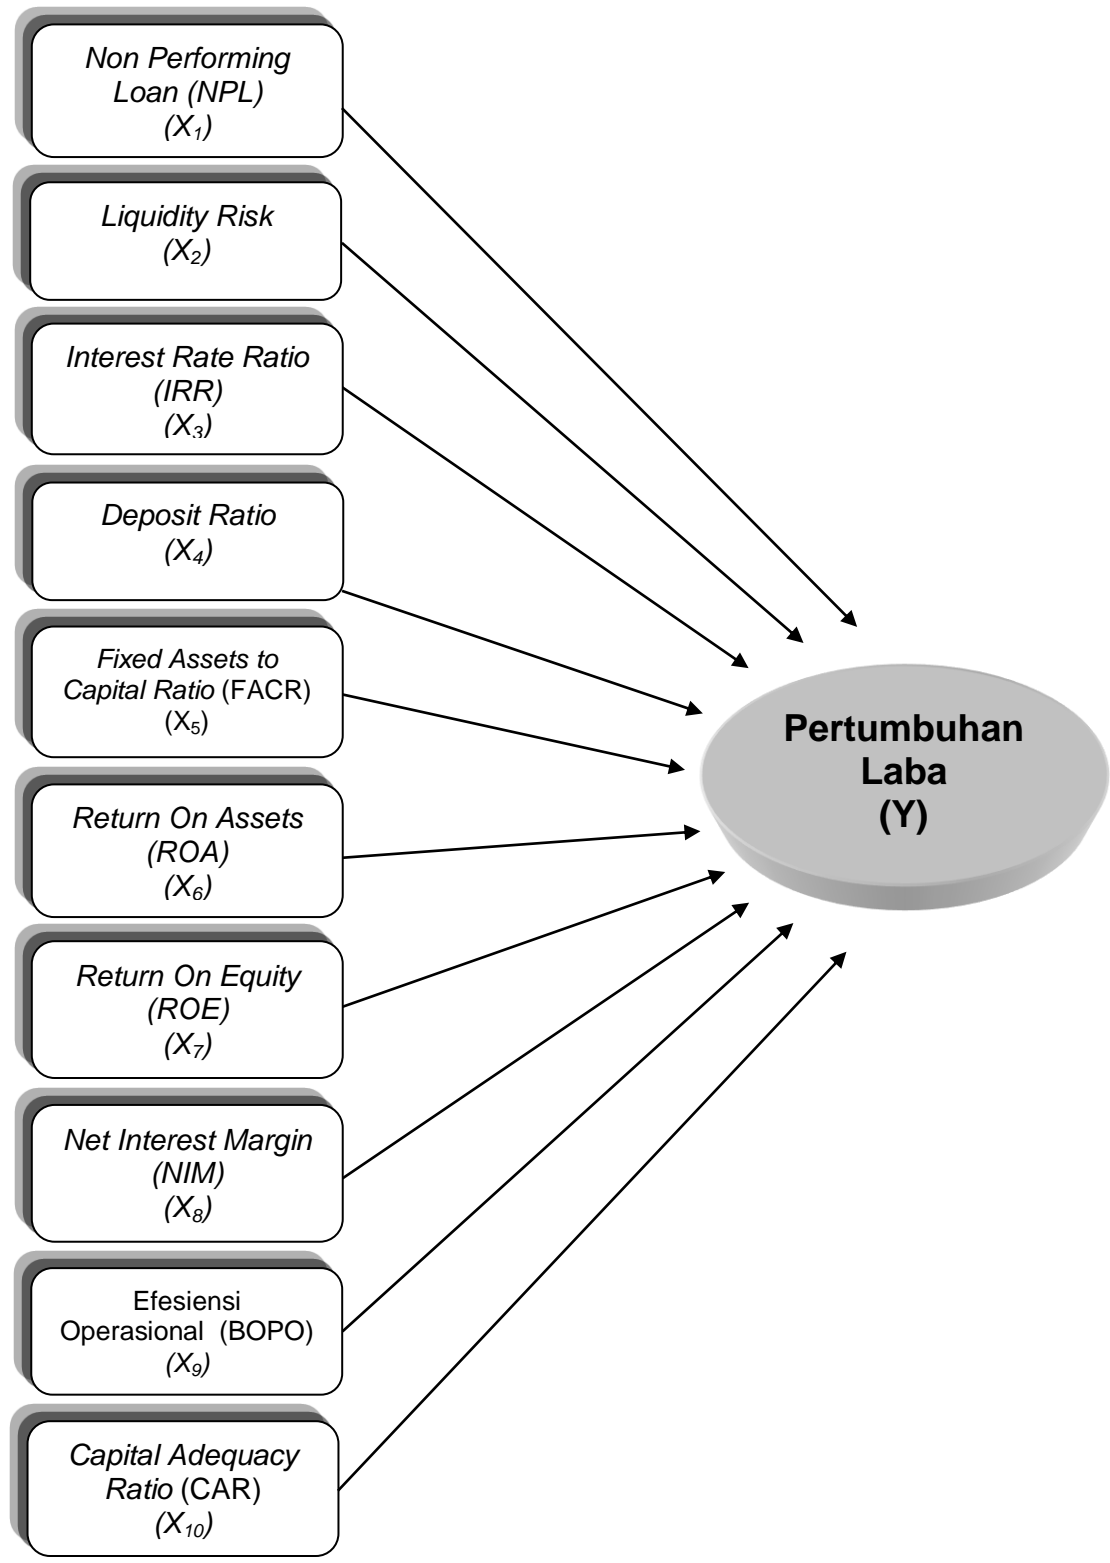 Non Performing
Loan (NPL)
(X₁)
Liquidity Risk
(X₂)
Interest Rate Ratio
(IRR)
(X₃)
Deposit Ratio
(X₄)
Fixed Assets to
Capital Ratio (FACR)
(X₅)
Return On Assets
(ROA)
(X₆)
Return On Equity
(ROE)
(X₇)
Net Interest Margin
(NIM)
(X₈)
Efesiensi
Operasional (BOPO)
(X₉)
Capital Adequacy
Ratio (CAR)
(X₁₀)
Pertumbuhan
Laba
(Y)